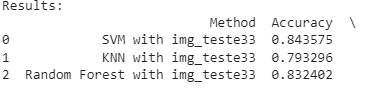 Results:
Method Accuracy \
0 SVM with img_teste33 0.843575
1 KNN with img_teste33 0.793296
2 Random Forest with img_teste33 0.832402